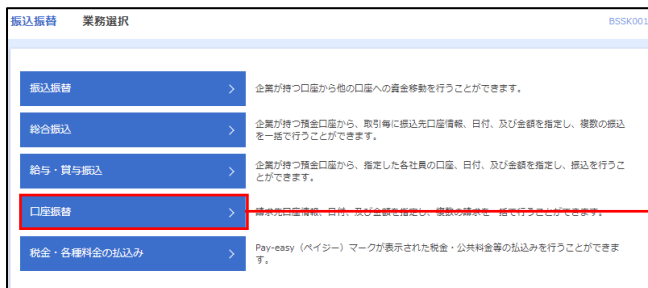 振込振替 業務選択 BSSK001
振込振替 企業が持つ口座から他の口座への資金移動を行うことができます。
総合振込 企業が持つ預金口座から、取引毎に振込先口座情報、日付、及び金額を指定し、複数の振込
を一括で行うことができます。
給与・賞与振込 企業が持つ預金口座から、指定した各社員の口座、日付、及び金額を指定し、振込を行うこ
とができます。
口座振替 請求先口座情報、日付、及び金額を指定し、複数の請求を一括で行うことができます。
税金・各種料金の払込み Pay-easy（ペイジー）マークが表示された税金・公共料金等の払込みを行うことができま
す。